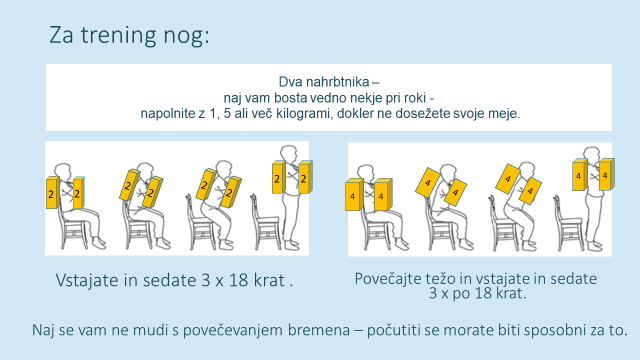 Za trening nog:
Dva nahrbtnika –
naj vam bosta vedno nekje pri roki -
napolnite z 1, 5 ali več kilogrami, dokler ne dosežete svoje meje.
2 2 2 2 2 2 2 2
4 4 4 4 4 4 4 4
Vstajate in sedate 3 x 18 krat .
Povečajte težo in vstajate in sedate
3 x po 18 krat.
Naj se vam ne mudi s povečevanjem bremena – počutiti se morate biti sposobni za to.